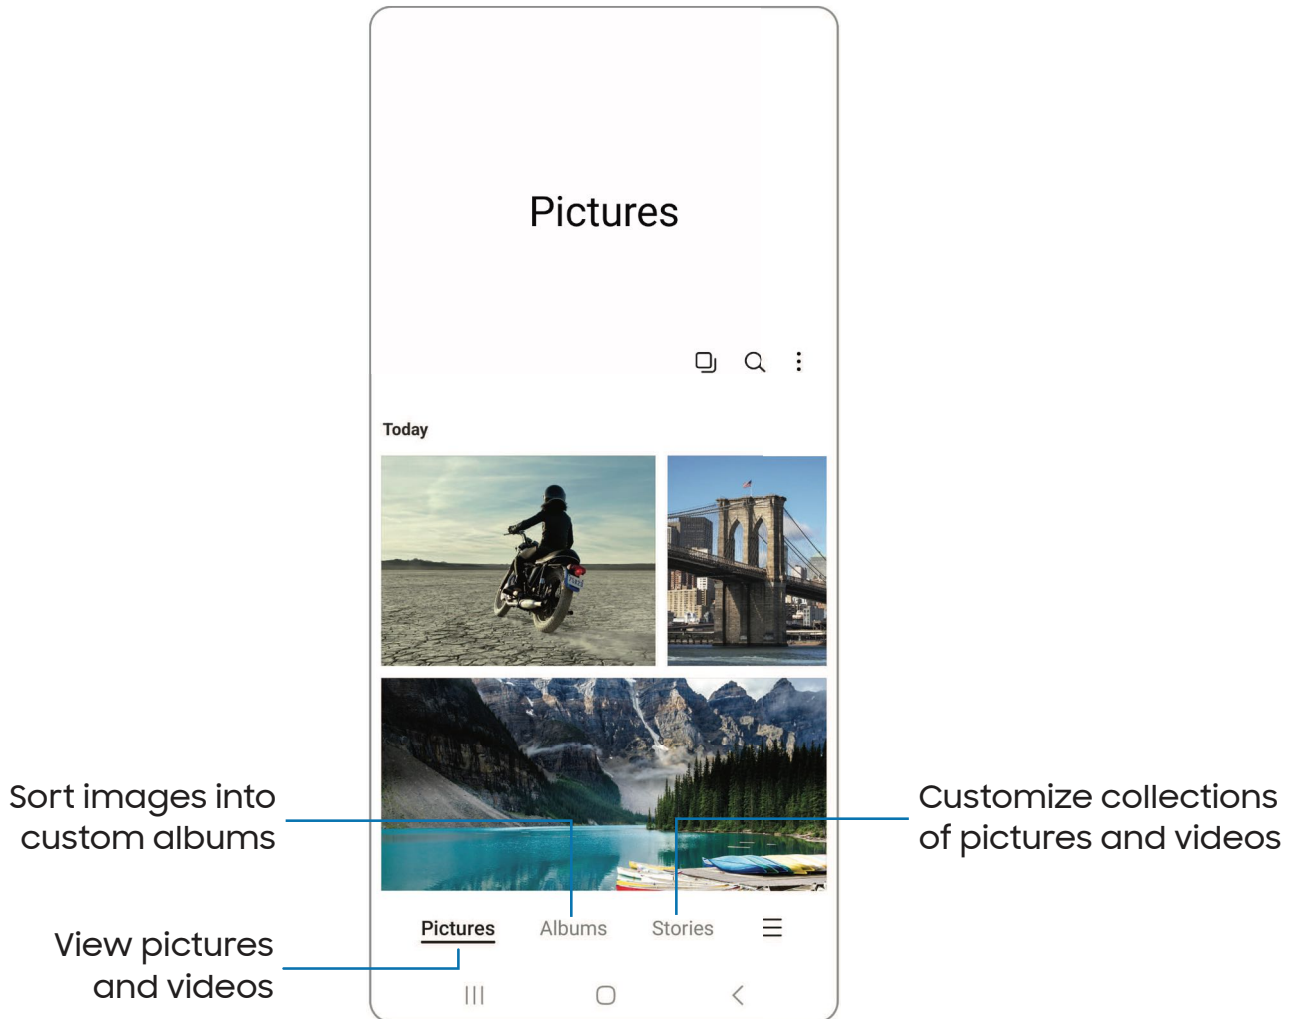 Pictures
Today
Sort images into
custom albums
Customize collections
of pictures and videos
Pictures
Albums
Stories
View pictures
and videos